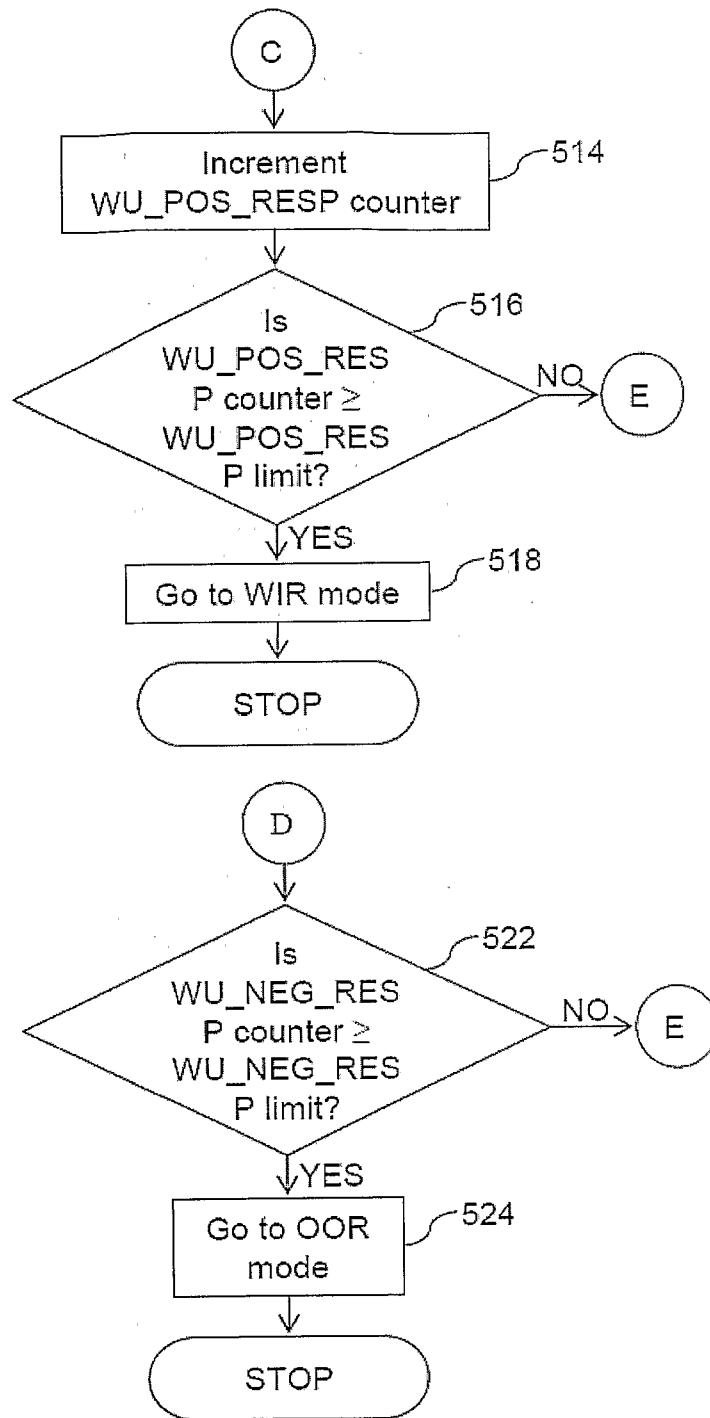 C
Increment
WU_POS_RESP counter
514
Is
WU_POS_RES
P counter ≥
WU_POS_RES
P limit?
516
NO
E
YES
Go to WIR mode
518
STOP
D
Is
WU_NEG_RES
P counter ≥
WU_NEG_RES
P limit?
522
NO
E
YES
Go to OOR
mode
524
STOP